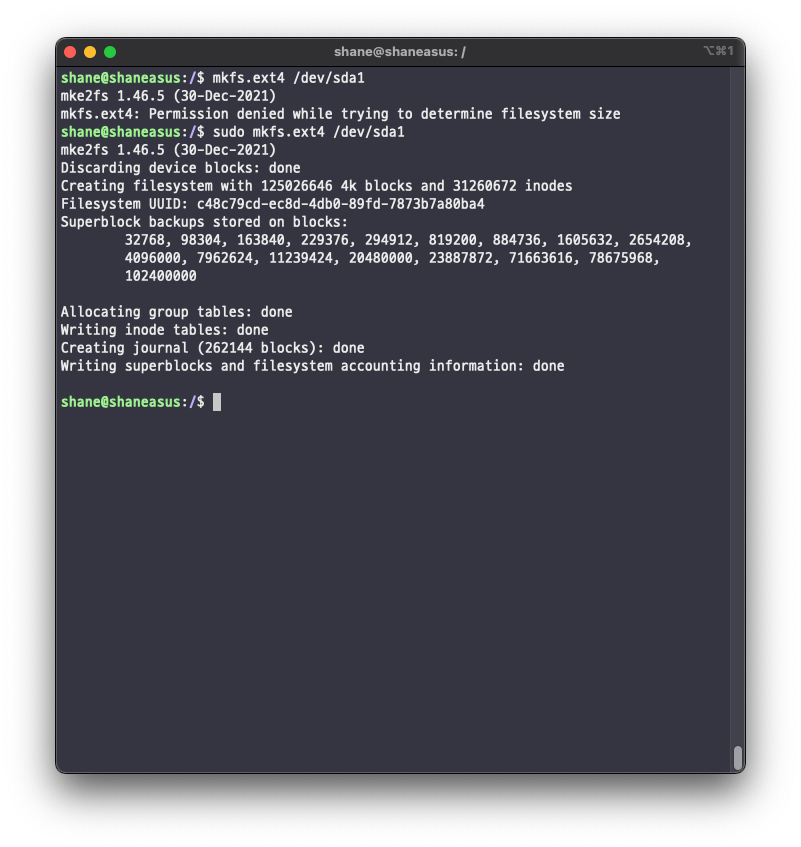 shane@shaneasus: /
⌥⌘1
shane@shaneasus:/$ mkfs.ext4 /dev/sda1
mke2fs 1.46.5 (30-Dec-2021)
mkfs.ext4: Permission denied while trying to determine filesystem size
shane@shaneasus:/$ sudo mkfs.ext4 /dev/sda1
mke2fs 1.46.5 (30-Dec-2021)
Discarding device blocks: done
Creating filesystem with 125026646 4k blocks and 31260672 inodes
Filesystem UUID: c48c79cd-ec8d-4db0-89fd-7873b7a80ba4
Superblock backups stored on blocks:
32768, 98304, 163840, 229376, 294912, 819200, 884736, 1605632, 2654208,
4096000, 7962624, 11239424, 20480000, 23887872, 71663616, 78675968,
102400000
Allocating group tables: done
Writing inode tables: done
Creating journal (262144 blocks): done
Writing superblocks and filesystem accounting information: done
shane@shaneasus:/$